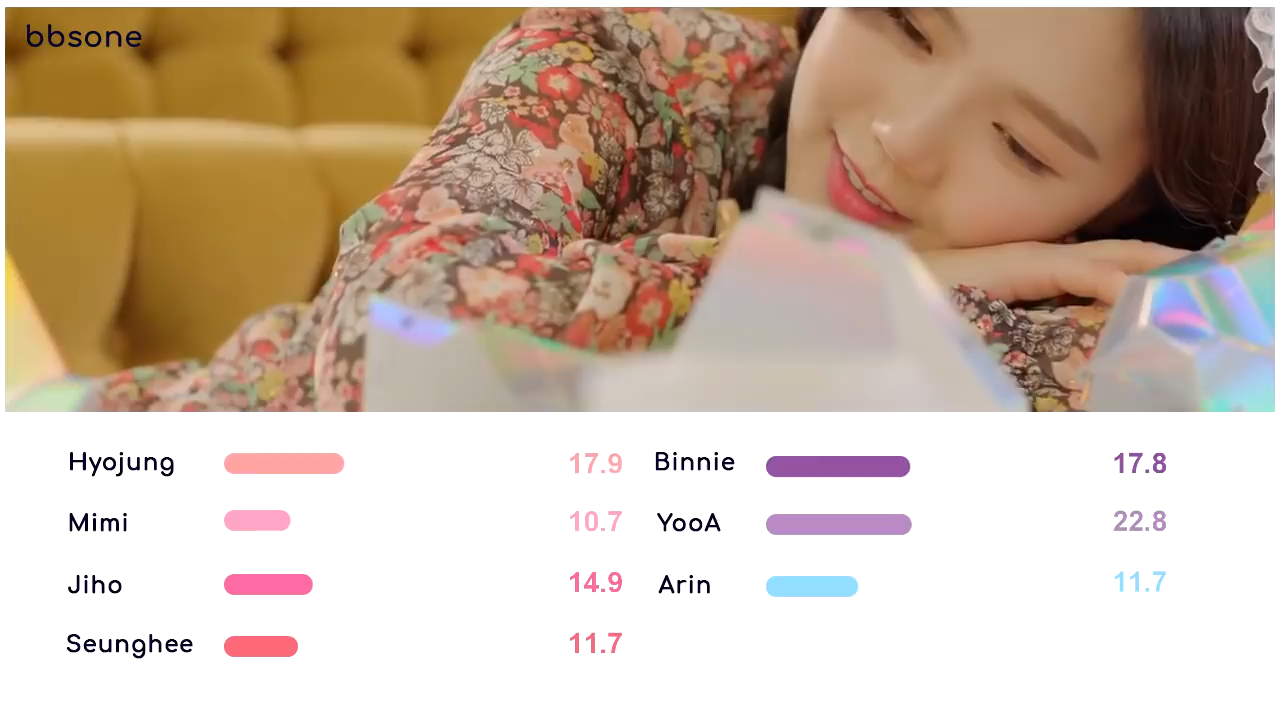 bbsone
Hyojung 17.9
Mimi 10.7
Jiho 14.9
Seunghee 11.7
Binnie 17.8
YooA 22.8
Arin 11.7